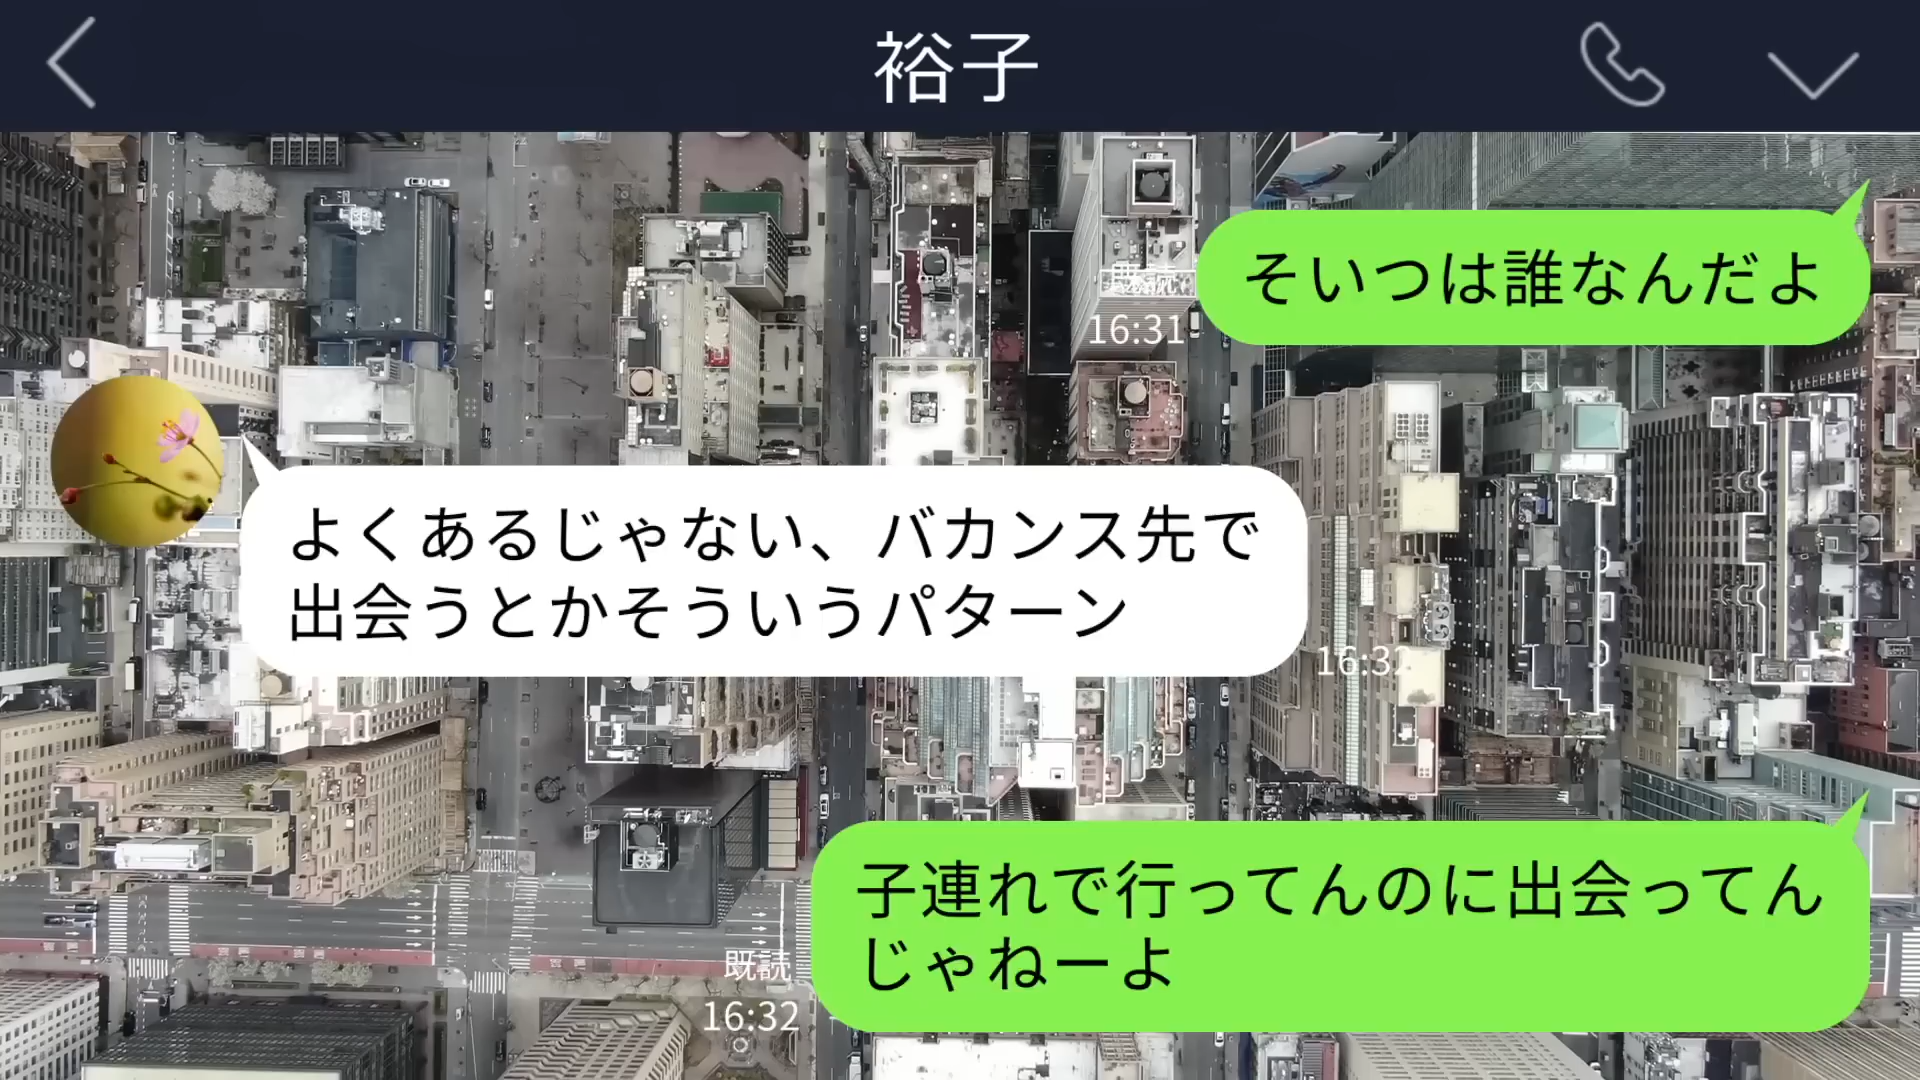 裕子
そいつは誰なんだよ
既読
16:31
よくあるじゃない、バカンス先で
出会うとかそういうパターン
16:32
子連れで行ってんのに出会ってん
じゃねーよ
既読
16:32